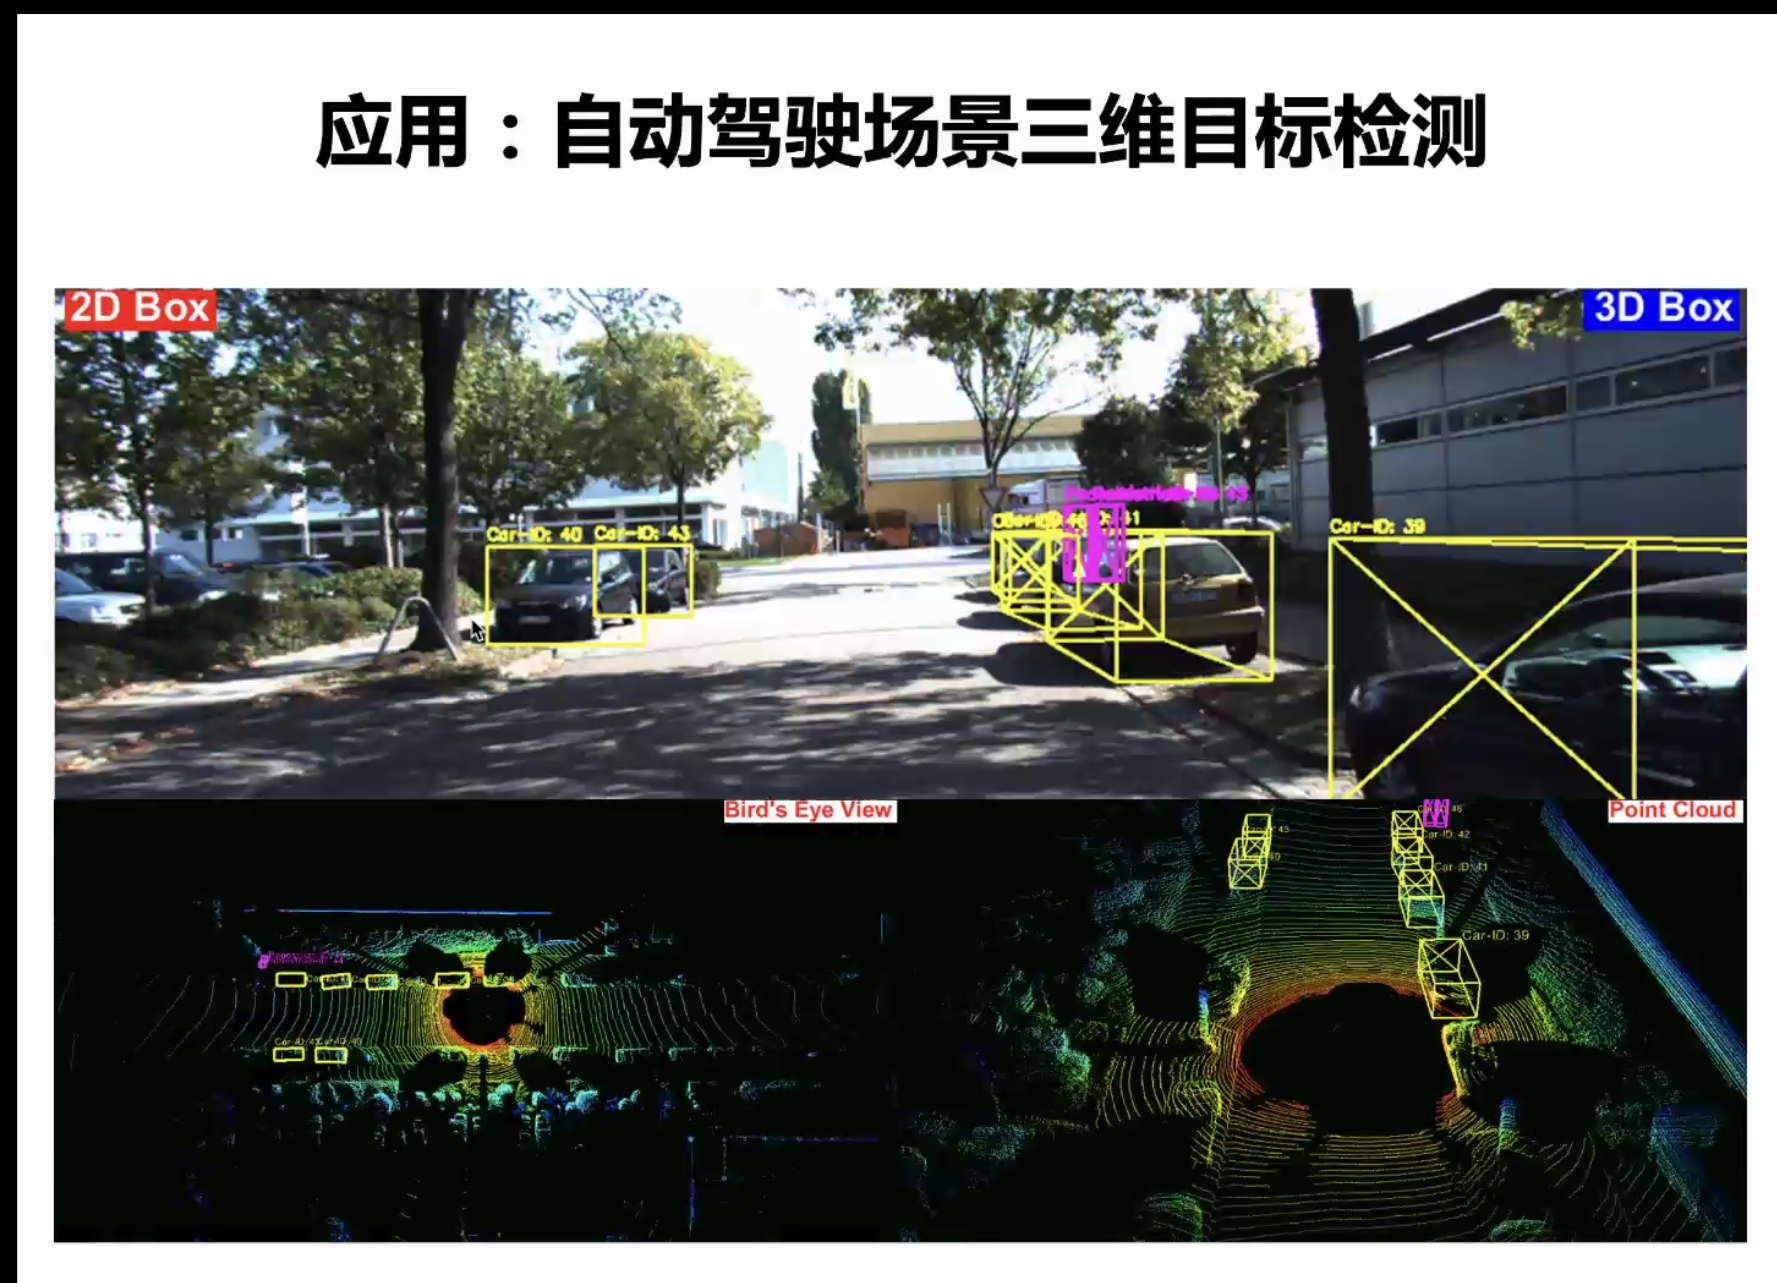 应用：自动驾驶场景三维目标检测
2D Box
3D Box
Car-ID: 40
Car-ID: 43
Car-ID: 39
Bird's Eye View
Point Cloud
Car-ID: 42
Car-ID: 41
Car-ID: 39